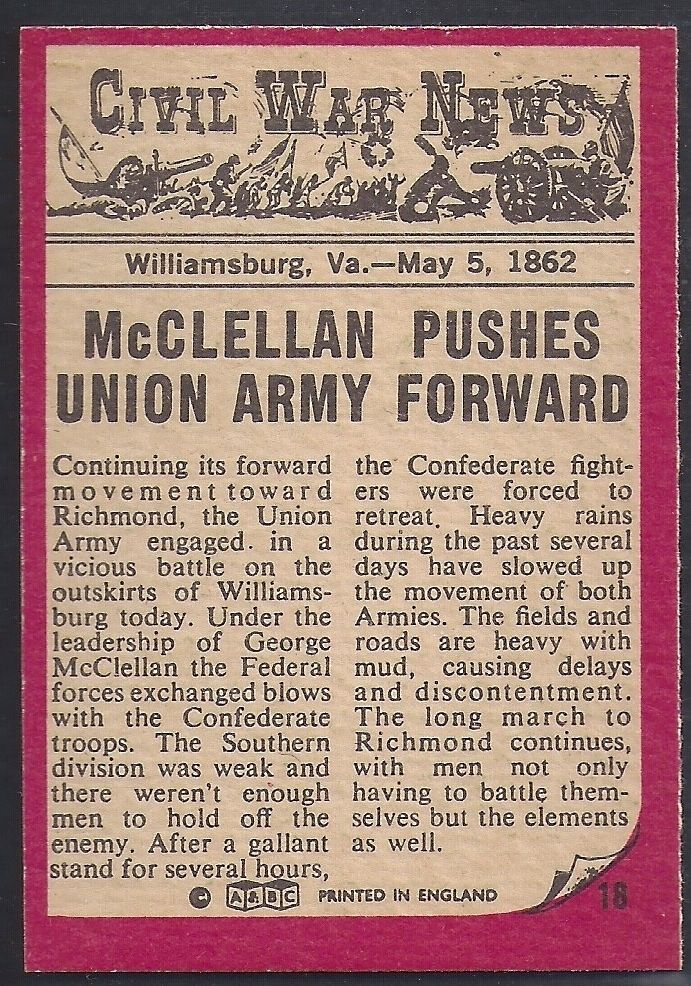 CIVIL WAR NEWS
Williamsburg, Va.—May 5, 1862
McCLELLAN PUSHES
UNION ARMY FORWARD
Continuing its forward
movement toward
Richmond, the Union
Army engaged. in a
vicious battle on the
outskirts of Williams-
burg today. Under the
leadership of George
McClellan the Federal
forces exchanged blows
with the Confederate
troops. The Southern
division was weak and
there weren't enough
men to hold off the
enemy. After a gallant
stand for several hours,
the Confederate fight-
ers were forced to
retreat. Heavy rains
during the past several
days have slowed up
the movement of both
Armies. The fields and
roads are heavy with
mud, causing delays
and discontentment.
The long march to
Richmond continues,
with men not only
having to battle them-
selves but the elements
as well.
© A&BC PRINTED IN ENGLAND
18